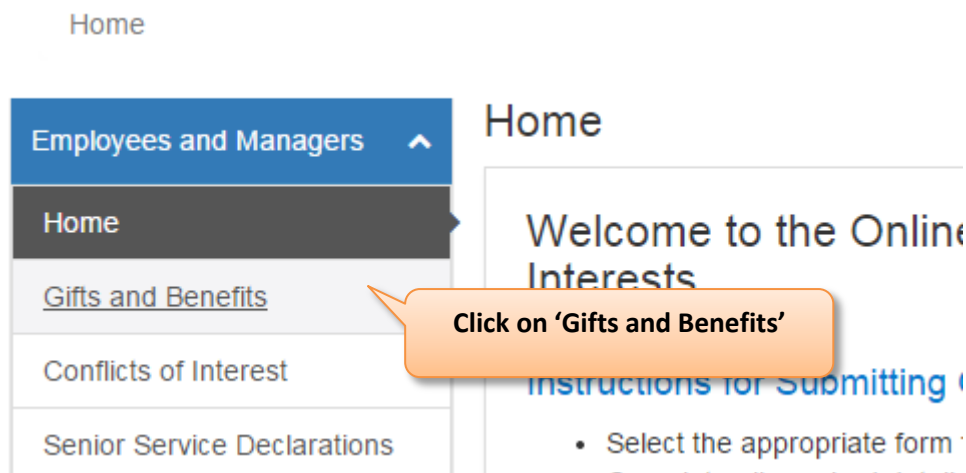 Home
Employees and Managers
Home
Gifts and Benefits
Conflicts of Interest
Senior Service Declarations
Home
Welcome to the Online
Interests
Click on ‘Gifts and Benefits’
Instructions for Submitting
• Select the appropriate form